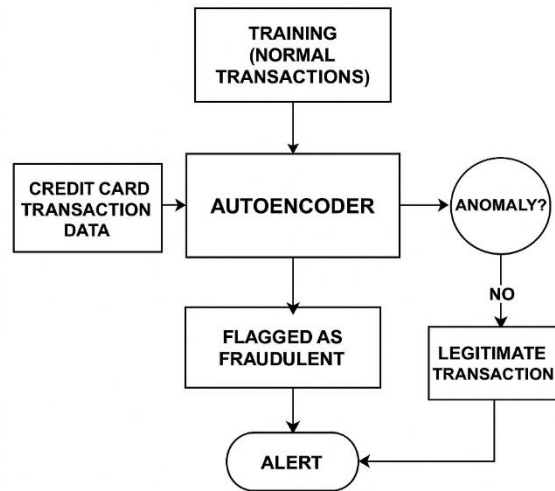 TRAINING
(NORMAL
TRANSACTIONS)
CREDIT CARD
TRANSACTION
DATA
AUTOENCODER
ANOMALY?
NO
FLAGGED AS
FRAUDULENT
LEGITIMATE
TRANSACTION
ALERT